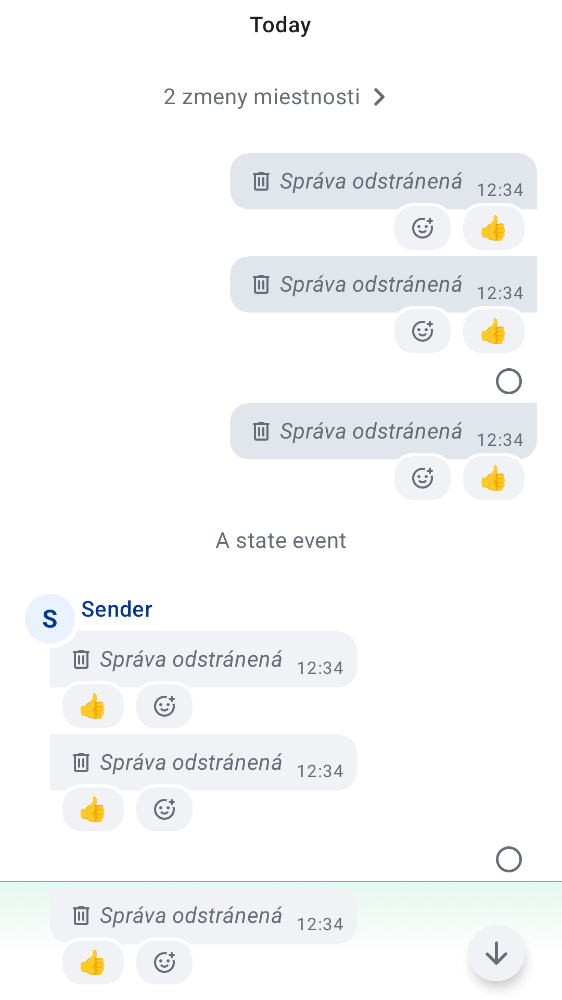 Today
2 zmeny miestnosti
Správa odstránená 12:34
👍
Správa odstránená 12:34
👍
Správa odstránená 12:34
👍
A state event
S Sender
Správa odstránená 12:34
👍
Správa odstránená 12:34
👍
Správa odstránená 12:34
👍